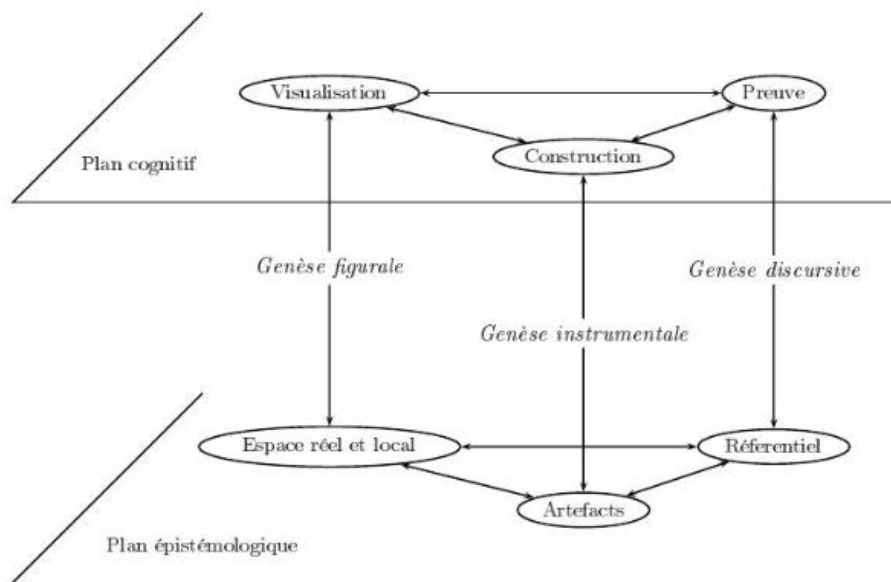 Visualisation
Preuve
Construction
Plan cognitif
Genèse figurale
Genèse discursive
Genèse instrumentale
Espace réel et local
Réferentiel
Artefacts
Plan épistémologique